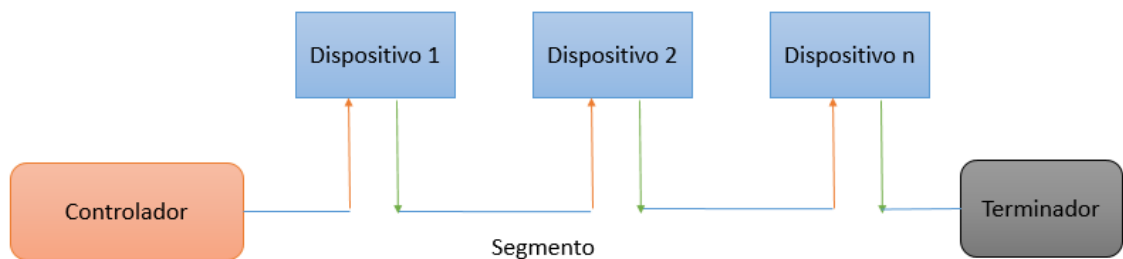 Dispositivo 1
Dispositivo 2
Dispositivo n
Controlador
Terminador
Segmento